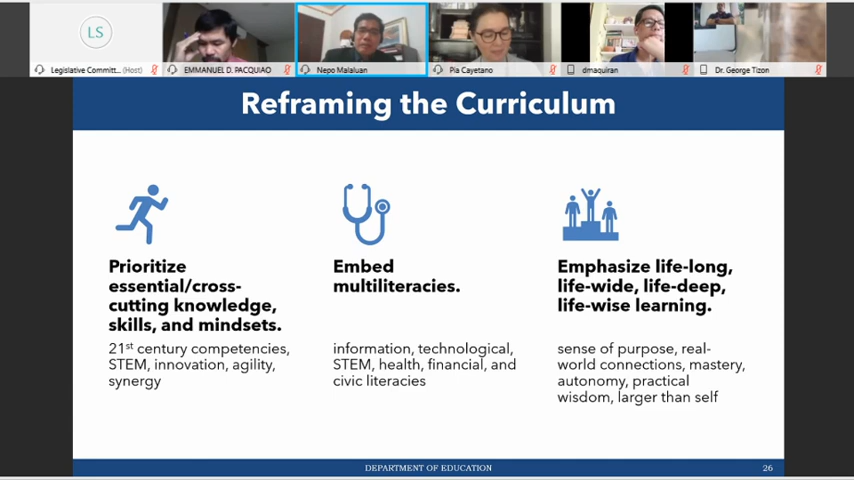 LS
Legislative Committ... (Host)
EMMANUEL D. PACQUIAO
Nepo Malaluan
Pia Cayetano
dmaquiran
Dr. George Tizon
Reframing the Curriculum
Prioritize
essential/cross-
cutting knowledge,
skills, and mindsets.
21st century competencies,
STEM, innovation, agility,
synergy
Embed
multiliteracies.
information, technological,
STEM, health, financial, and
civic literacies
Emphasize life-long,
life-wide, life-deep,
life-wise learning.
sense of purpose, real-
world connections, mastery,
autonomy, practical
wisdom, larger than self
DEPARTMENT OF EDUCATION
26